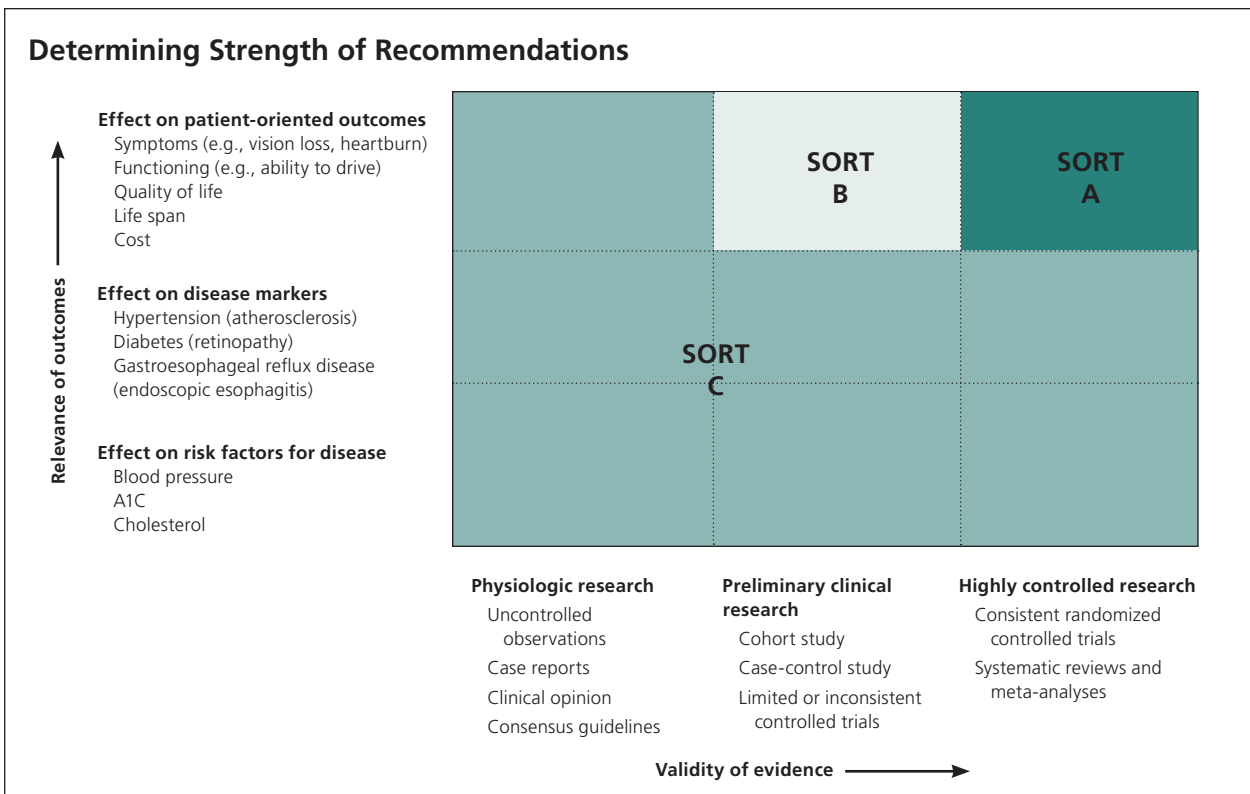 Determining Strength of Recommendations
Effect on patient-oriented outcomes
Symptoms (e.g., vision loss, heartburn)
Functioning (e.g., ability to drive)
Quality of life
Life span
Cost
Effect on disease markers
Hypertension (atherosclerosis)
Diabetes (retinopathy)
Gastroesophageal reflux disease
(endoscopic esophagitis)
Effect on risk factors for disease
Blood pressure
A1C
Cholesterol
Relevance of outcomes
SORT
B
SORT
A
SORT
C
Physiologic research
Uncontrolled
observations
Case reports
Clinical opinion
Consensus guidelines
Preliminary clinical
research
Cohort study
Case-control study
Limited or inconsistent
controlled trials
Highly controlled research
Consistent randomized
controlled trials
Systematic reviews and
meta-analyses
Validity of evidence